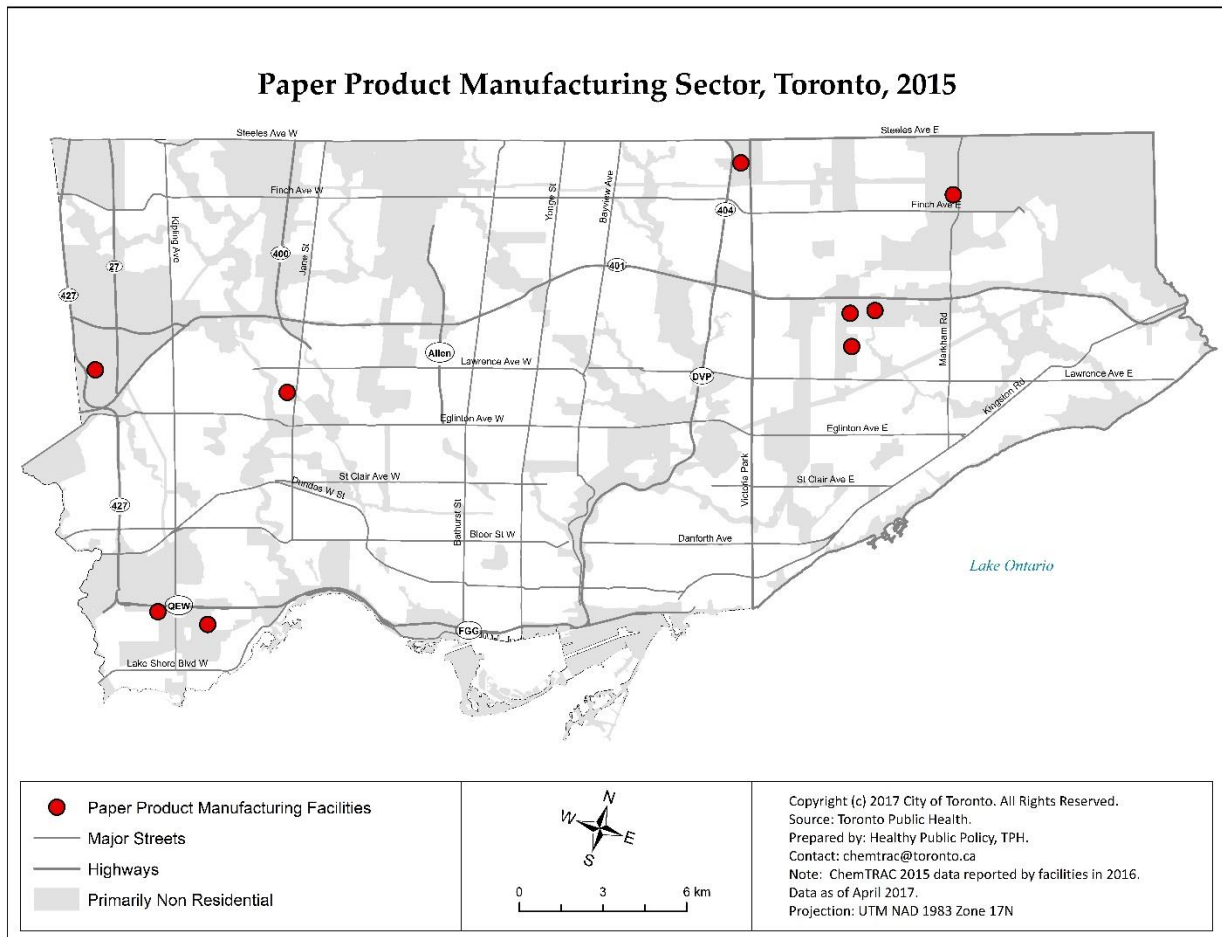 Paper Product Manufacturing Sector, Toronto, 2015
Steeles Ave W
Steeles Ave E
Finch Ave W
Finch Ave E
Kipling Ave
Jane St
Yonge St
Bayview Ave
404
400
27
401
427
Markham Rd
Allen
Lawrence Ave W
DVP
Lawrence Ave E
Kingston Rd
Eglinton Ave W
Eglinton Ave E
Victoria Park
St Clair Ave W
St Clair Ave E
Dundas W St
427
Bathurst St
Bloor St W
Danforth Ave
Lake Ontario
QEW
FGG
Lake Shore Blvd W
Paper Product Manufacturing Facilities
Major Streets
Highways
Primarily Non Residential
N
W
E
S
0 3 6 km
Copyright (c) 2017 City of Toronto. All Rights Reserved.
Source: Toronto Public Health.
Prepared by: Healthy Public Policy, TPH.
Contact: chemtrac@toronto.ca
Note: ChemTRAC 2015 data reported by facilities in 2016.
Data as of April 2017.
Projection: UTM NAD 1983 Zone 17N